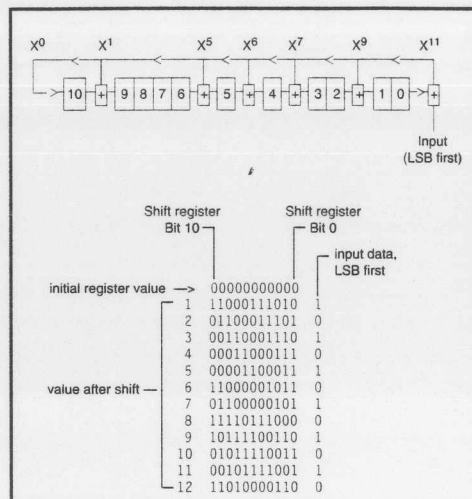 X0 X1 X5 X6 X7 X9 X11
10 + 9 8 7 6 + 5 + 4 + 3 2 + 1 0 +
Input
(LSB first)
Shift register
Bit 10
Shift register
Bit 0
input data,
LSB first
initial register value -> 00000000000
value after shift
1 11000111010 1
2 01100011101 0
3 00110001110 1
4 00011000111 0
5 00001100011 1
6 11000001011 0
7 01100000101 1
8 11110111000 0
9 10111100110 1
10 01011110011 0
11 00101111001 1
12 11010000110 0